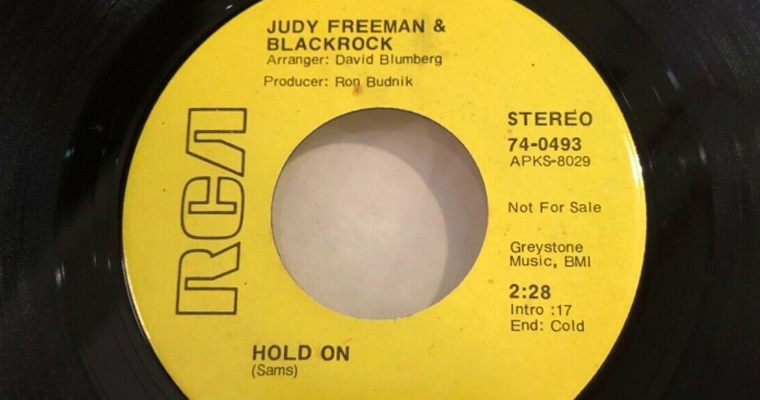 JUDY FREEMAN &
BLACKROCK
Arranger: David Blumberg
Producer: Ron Budnik
RCA
STEREO
74-0493
APKS-8029
Not For Sale
Greystone
Music, BMI
2:28
Intro :17
End: Cold
HOLD ON
(Sams)